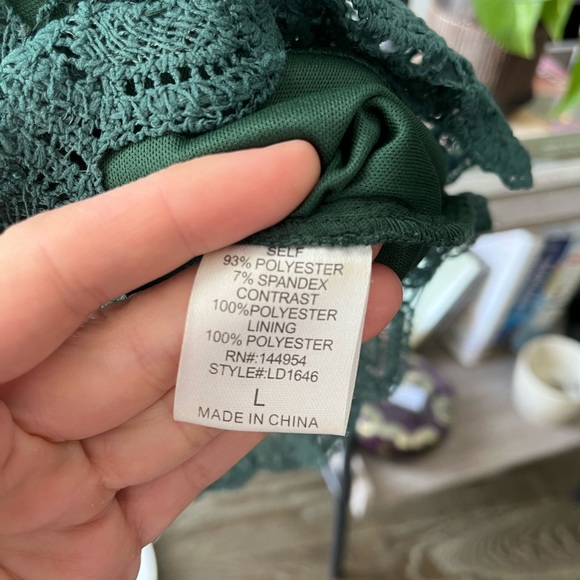 SELF
93% POLYESTER
7% SPANDEX
CONTRAST
100%POLYESTER
LINING
100% POLYESTER
RN#:144954
STYLE#:LD1646
L
MADE IN CHINA